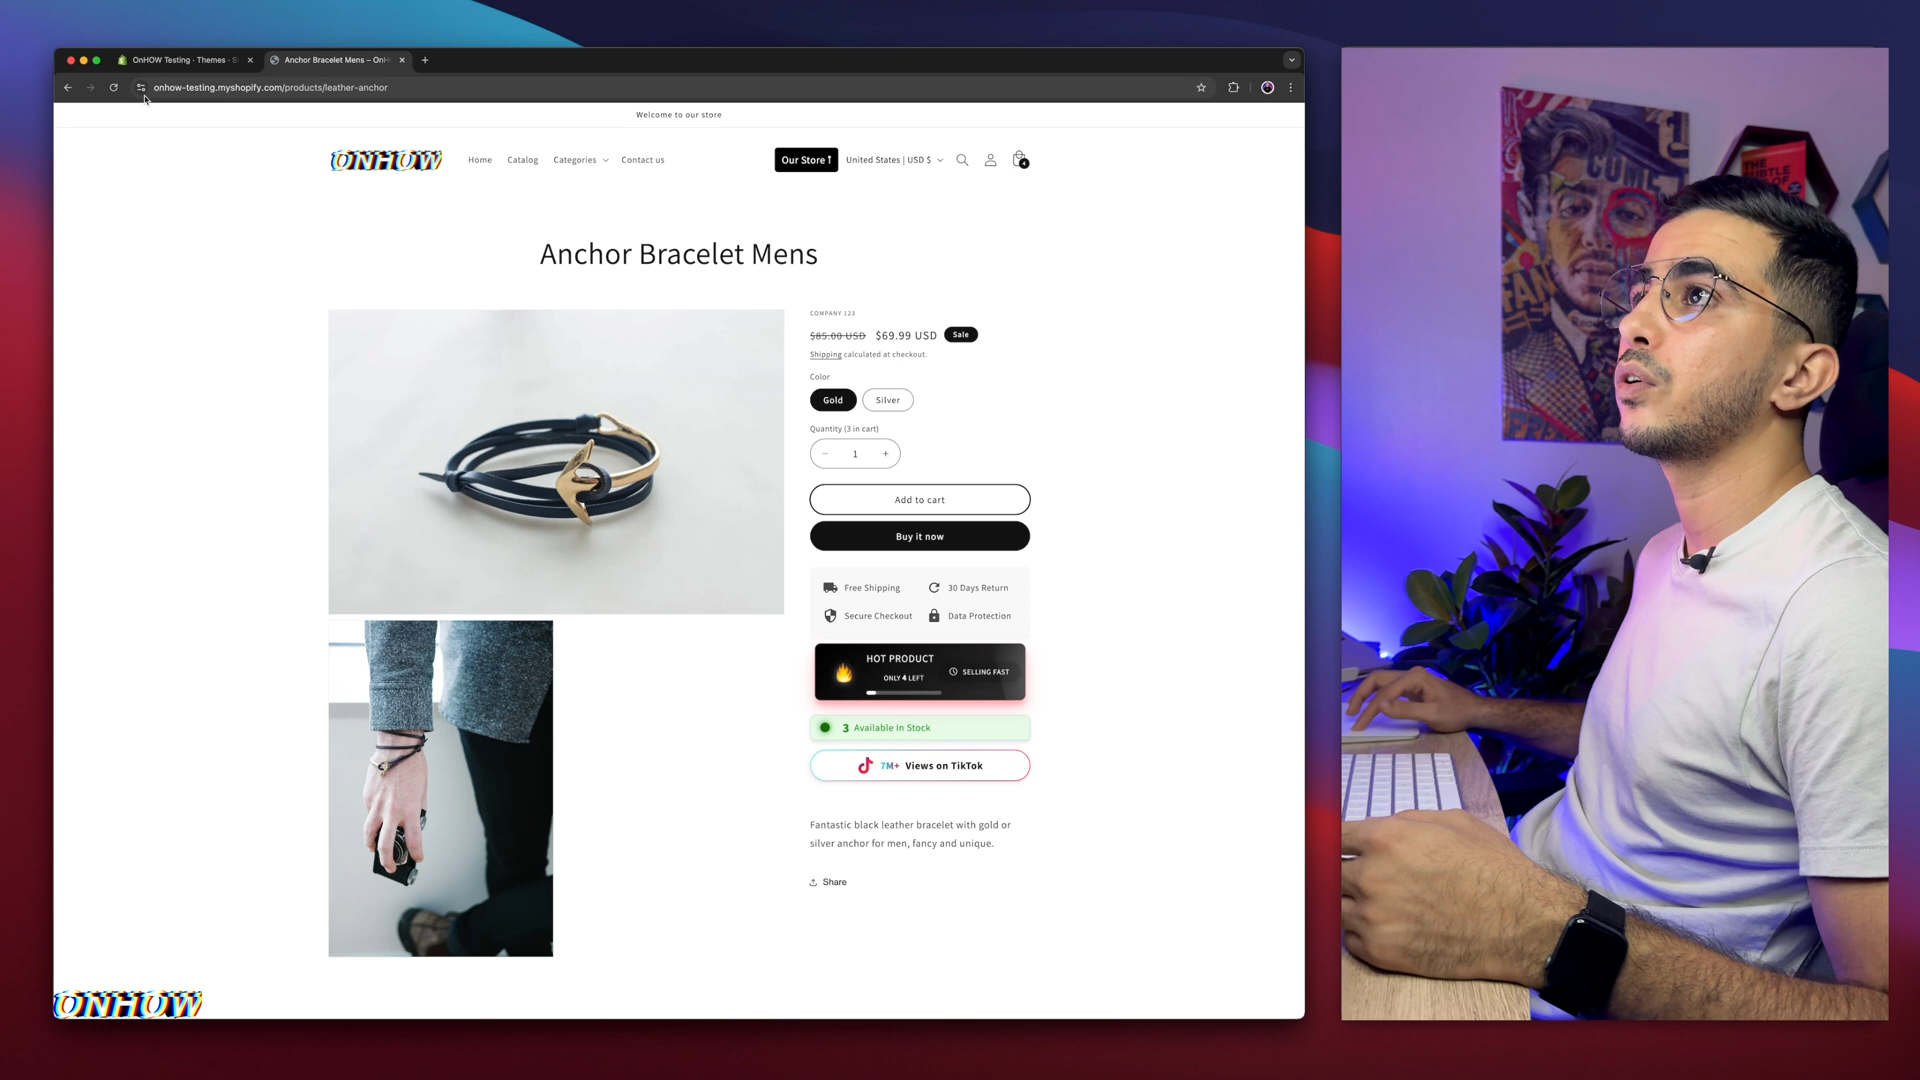 OnHOW Testing · Themes · S
Anchor Bracelet Mens – OnH
onhow-testing.myshopify.com/products/leather-anchor
Welcome to our store
ONHOW
Home
Catalog
Categories
Contact us
Our Store
United States | USD $
4
Anchor Bracelet Mens
COMPANY 123
$85.00 USD $69.99 USD Sale
Shipping calculated at checkout.
Color
Gold
Silver
Quantity (3 in cart)
− 1 +
Add to cart
Buy it now
Free Shipping
30 Days Return
Secure Checkout
Data Protection
HOT PRODUCT
ONLY 4 LEFT
SELLING FAST
3 Available In Stock
7M+ Views on TikTok
Fantastic black leather bracelet with gold or
silver anchor for men, fancy and unique.
Share
ONHOW
COME
FAN
THE
SUBTLE